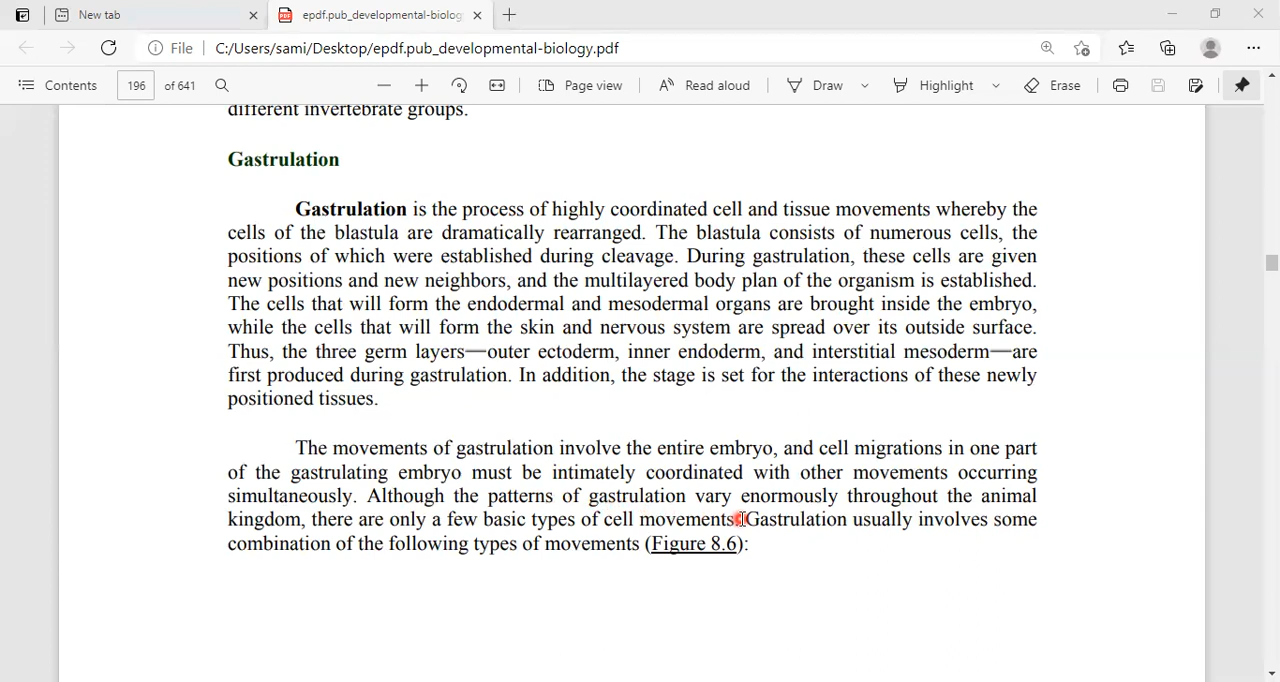 New tab
epdf.pub_developmental-biolog
File
C:/Users/sami/Desktop/epdf.pub_developmental-biology.pdf
Contents
196
of 641
Page view
Read aloud
Draw
Highlight
Erase
different invertebrate groups.
Gastrulation
Gastrulation is the process of highly coordinated cell and tissue movements whereby the
cells of the blastula are dramatically rearranged. The blastula consists of numerous cells, the
positions of which were established during cleavage. During gastrulation, these cells are given
new positions and new neighbors, and the multilayered body plan of the organism is established.
The cells that will form the endodermal and mesodermal organs are brought inside the embryo,
while the cells that will form the skin and nervous system are spread over its outside surface.
Thus, the three germ layers—outer ectoderm, inner endoderm, and interstitial mesoderm—are
first produced during gastrulation. In addition, the stage is set for the interactions of these newly
positioned tissues.
The movements of gastrulation involve the entire embryo, and cell migrations in one part
of the gastrulating embryo must be intimately coordinated with other movements occurring
simultaneously. Although the patterns of gastrulation vary enormously throughout the animal
kingdom, there are only a few basic types of cell movements. Gastrulation usually involves some
combination of the following types of movements (Figure 8.6):